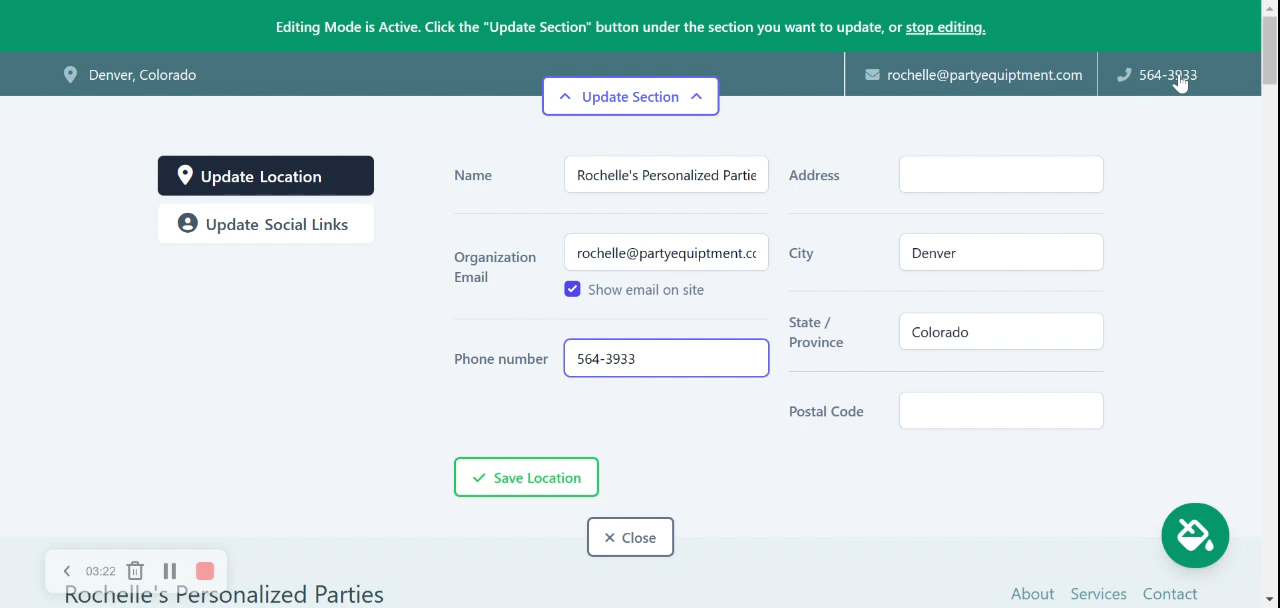 Editing Mode is Active. Click the "Update Section" button under the section you want to update, or stop editing.
Denver, Colorado
rochelle@partyequiptment.com
564-3933
Update Section
Update Location
Update Social Links
Name
Rochelle's Personalized Partie
Address
Organization
Email
rochelle@partyequiptment.cc
Show email on site
City
Denver
State /
Province
Colorado
Phone number
564-3933
Postal Code
Save Location
Close
03:22
Rochelle's Personalized Parties
About
Services
Contact